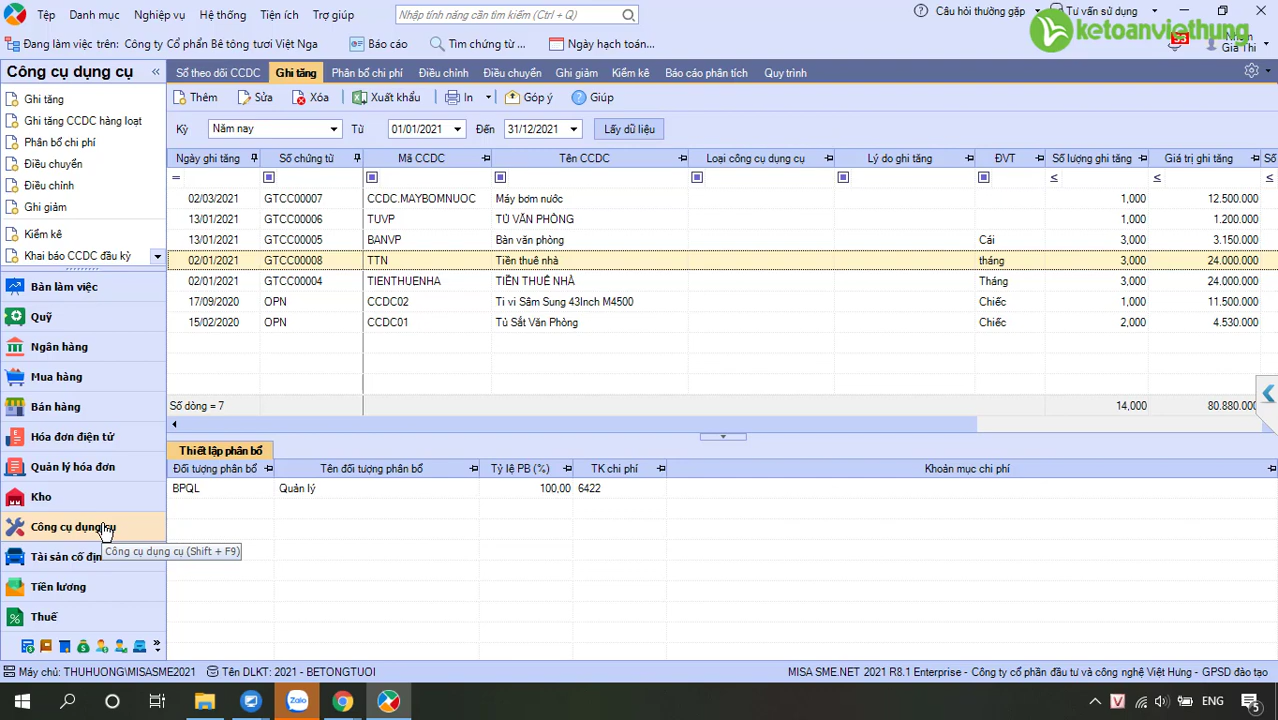 Tệp Danh mục Nghiệp vụ Hệ thống Tiện ích Trợ giúp Nhập tính năng cần tìm kiếm (Ctrl + Q) Câu hỏi thường gặp Tư vấn sử dụng
ketoanviethung
Đang làm việc trên: Công ty Cổ phần Bê tông tươi Việt Nga Báo cáo Tìm chứng từ ... Ngày hạch toán...
Công cụ dụng cụ «
Sổ theo dõi CCDC Ghi tăng Phân bổ chi phí Điều chỉnh Điều chuyển Ghi giảm Kiểm kê Báo cáo phân tích Quy trình
Thêm Sửa Xóa Xuất khẩu In Góp ý Giúp
Kỳ Năm nay Từ 01/01/2021 Đến 31/12/2021 Lấy dữ liệu
Ghi tăng
Ghi tăng CCDC hàng loạt
Phân bổ chi phí
Điều chuyển
Điều chỉnh
Ghi giảm
Kiểm kê
Khai báo CCDC đầu kỳ
Bàn làm việc
Quỹ
Ngân hàng
Mua hàng
Bán hàng
Hóa đơn điện tử
Quản lý hóa đơn
Kho
Công cụ dụng cụ
Công cụ dụng cụ (Shift + F9)
Tài sản cố địn
Tiền lương
Thuế
Ngày ghi tăng Số chứng từ Mã CCDC Tên CCDC Loại công cụ dụng cụ Lý do ghi tăng ĐVT Số lượng ghi tăng Giá trị ghi tăng Số
= ≤ ≤ ≤
02/03/2021 GTCC00007 CCDC.MAYBOMNUOC Máy bơm nước 1,000 12.500.000
13/01/2021 GTCC00006 TUVP TỦ VĂN PHÒNG 1,000 1.200.000
13/01/2021 GTCC00005 BANVP Bàn văn phòng Cái 3,000 3.150.000
02/01/2021 GTCC00008 TTN Tiền thuê nhà tháng 3,000 24.000.000
02/01/2021 GTCC00004 TIENTHUENHA TIỀN THUÊ NHÀ Tháng 3,000 24.000.000
17/09/2020 OPN CCDC02 Ti vi Sâm Sung 43Inch M4500 Chiếc 1,000 11.500.000
15/02/2020 OPN CCDC01 Tủ Sắt Văn Phòng Chiếc 2,000 4.530.000
Số dòng = 7 14,000 80.880.000
Thiết lập phân bổ
Đối tượng phân bổ Tên đối tượng phân bổ Tỷ lệ PB (%) TK chi phí Khoản mục chi phí
BPQL Quản lý 100,00 6422
Máy chủ: THUHUONG\MISASME2021 Tên DLKT: 2021 - BETONGTUOI MISA SME.NET 2021 R8.1 Enterprise - Công ty cổ phần đầu tư và công nghệ Việt Hưng - GPSD đào tạo
Zalo V ENG 5